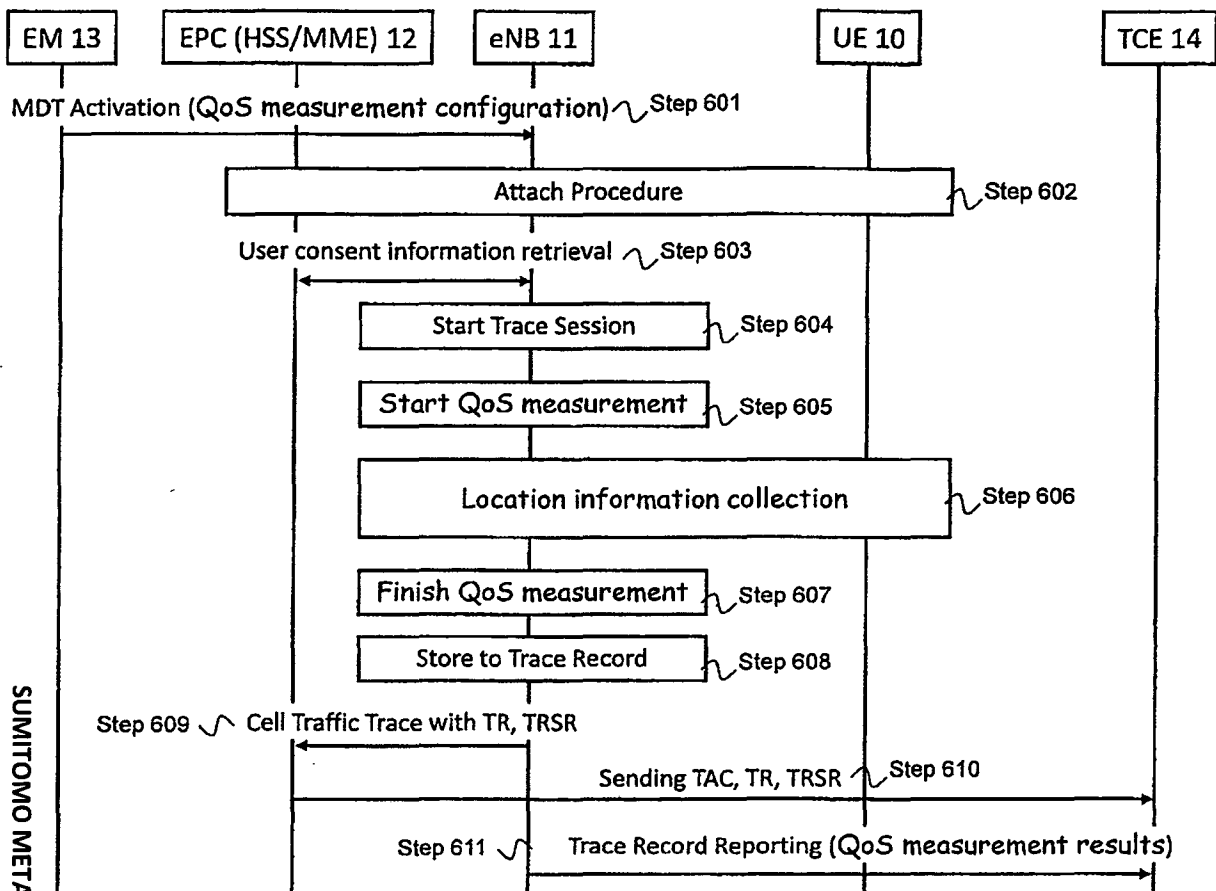 EM 13
EPC (HSS/MME) 12
eNB 11
UE 10
TCE 14
MDT Activation (QoS measurement configuration)
Step 601
Attach Procedure
Step 602
User consent information retrieval
Step 603
Start Trace Session
Step 604
Start QoS measurement
Step 605
Location information collection
Step 606
Finish QoS measurement
Step 607
Store to Trace Record
Step 608
Step 609
Cell Traffic Trace with TR, TRSR
Sending TAC, TR, TRSR
Step 610
Step 611
Trace Record Reporting (QoS measurement results)
SUMITOMO META